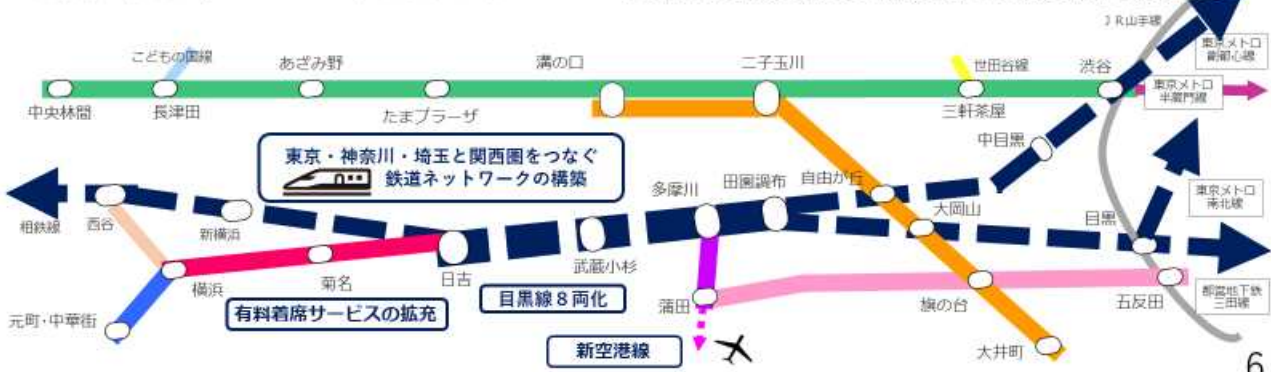 JR山手線
こどもの国線
あざみ野
溝の口
二子玉川
世田谷線
渋谷
東京メトロ
副都心線
東京メトロ
半蔵門線
中央林間
長津田
たまプラーザ
三軒茶屋
中目黒
東京・神奈川・埼玉と関西圏をつなぐ
鉄道ネットワークの構築
多摩川
田園調布
自由が丘
大岡山
目黒
東京メトロ
南北線
相鉄線
西谷
新横浜
日吉
武蔵小杉
横浜
菊名
有料着席サービスの拡充
目黒線8両化
蒲田
旗の台
五反田
都営地下鉄
三田線
元町・中華街
新空港線
大井町
6